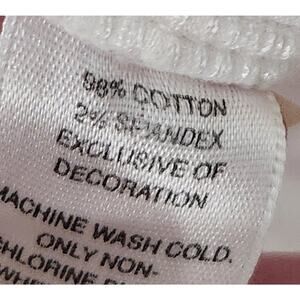 98% COTTON
2% SPANDEX
EXCLUSIVE OF
DECORATION
MACHINE WASH COLD.
ONLY NON-
CHLORINE